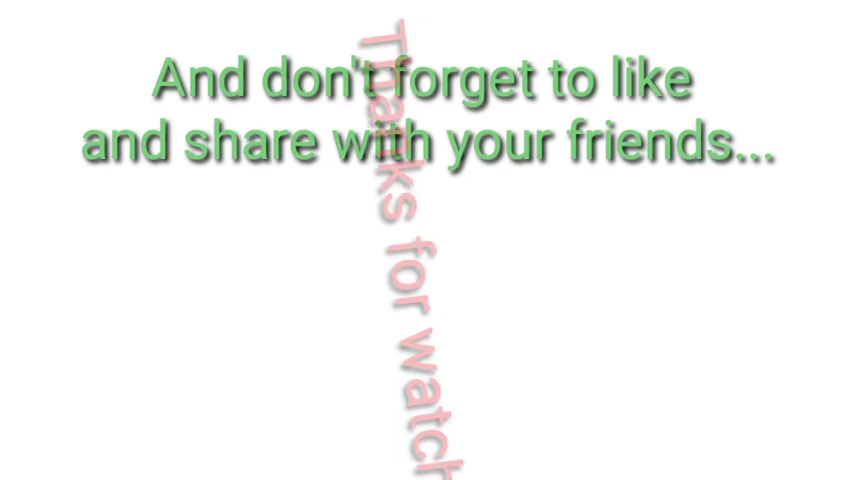 And don't forget to like
and share with your friends...
Thanks for watch